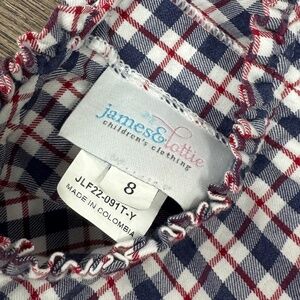 james & Lottie
children's clothing
8
JLF22-091T-Y
MADE IN COLOMBIA